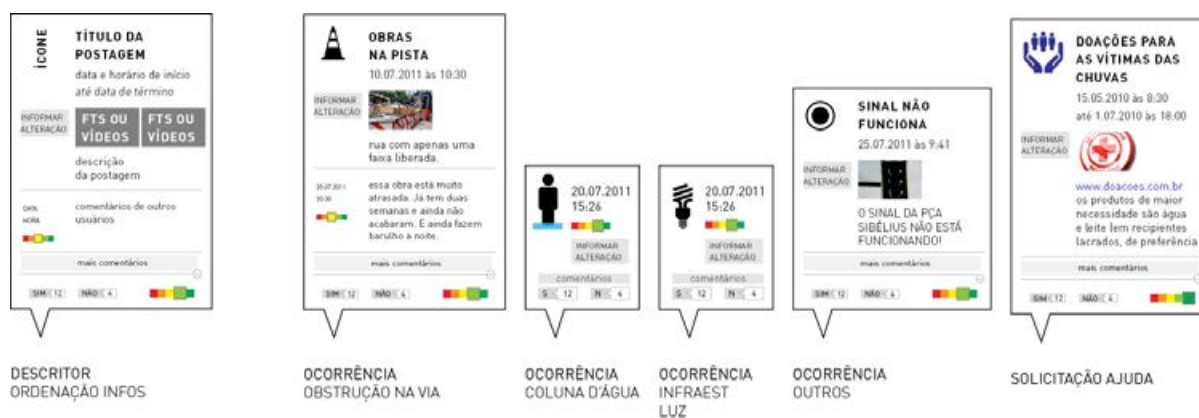 ÍCONE
TÍTULO DA
POSTAGEM
data e horário de início
até data de término
INFORMAR
ALTERAÇÃO
FTS OU
VÍDEOS
FTS OU
VÍDEOS
descrição
da postagem
DATA
HORA
comentários de outros
usuários
mais comentários
SIM 12
NÃO 4
DESCRITOR
ORDENAÇÃO INFOS
OBRAS
NA PISTA
10.07.2011 às 10:30
INFORMAR
ALTERAÇÃO
rua com apenas uma
faixa liberada.
25.07.2011
20:30
essa obra está muito
atrasada. Já tem duas
semanas e ainda não
acabaram. E ainda fazem
barulho à noite.
mais comentários
SIM 12
NÃO 4
OCORRÊNCIA
OBSTRUÇÃO NA VIA
20.07.2011
15:26
INFORMAR
ALTERAÇÃO
comentários
S 12
N 4
OCORRÊNCIA
COLUNA D'ÁGUA
20.07.2011
15:26
INFORMAR
ALTERAÇÃO
comentários
S 12
N 4
OCORRÊNCIA
INFRAEST
LUZ
SINAL NÃO
FUNCIONA
25.07.2011 às 9:41
INFORMAR
ALTERAÇÃO
O SINAL DA PÇA
SIBÉLIUS NÃO ESTÁ
FUNCIONANDO!
mais comentários
SIM 12
NÃO 4
OCORRÊNCIA
OUTROS
DOAÇÕES PARA
AS VÍTIMAS DAS
CHUVAS
15.05.2010 às 8:30
até 1.07.2010 às 18:00
INFORMAR
ALTERAÇÃO
www.doacoes.com.br
os produtos de maior
necessidade são água
e leite (em recipientes
lacrados, de preferência
mais comentários
SIM 12
NÃO 4
SOLICITAÇÃO AJUDA